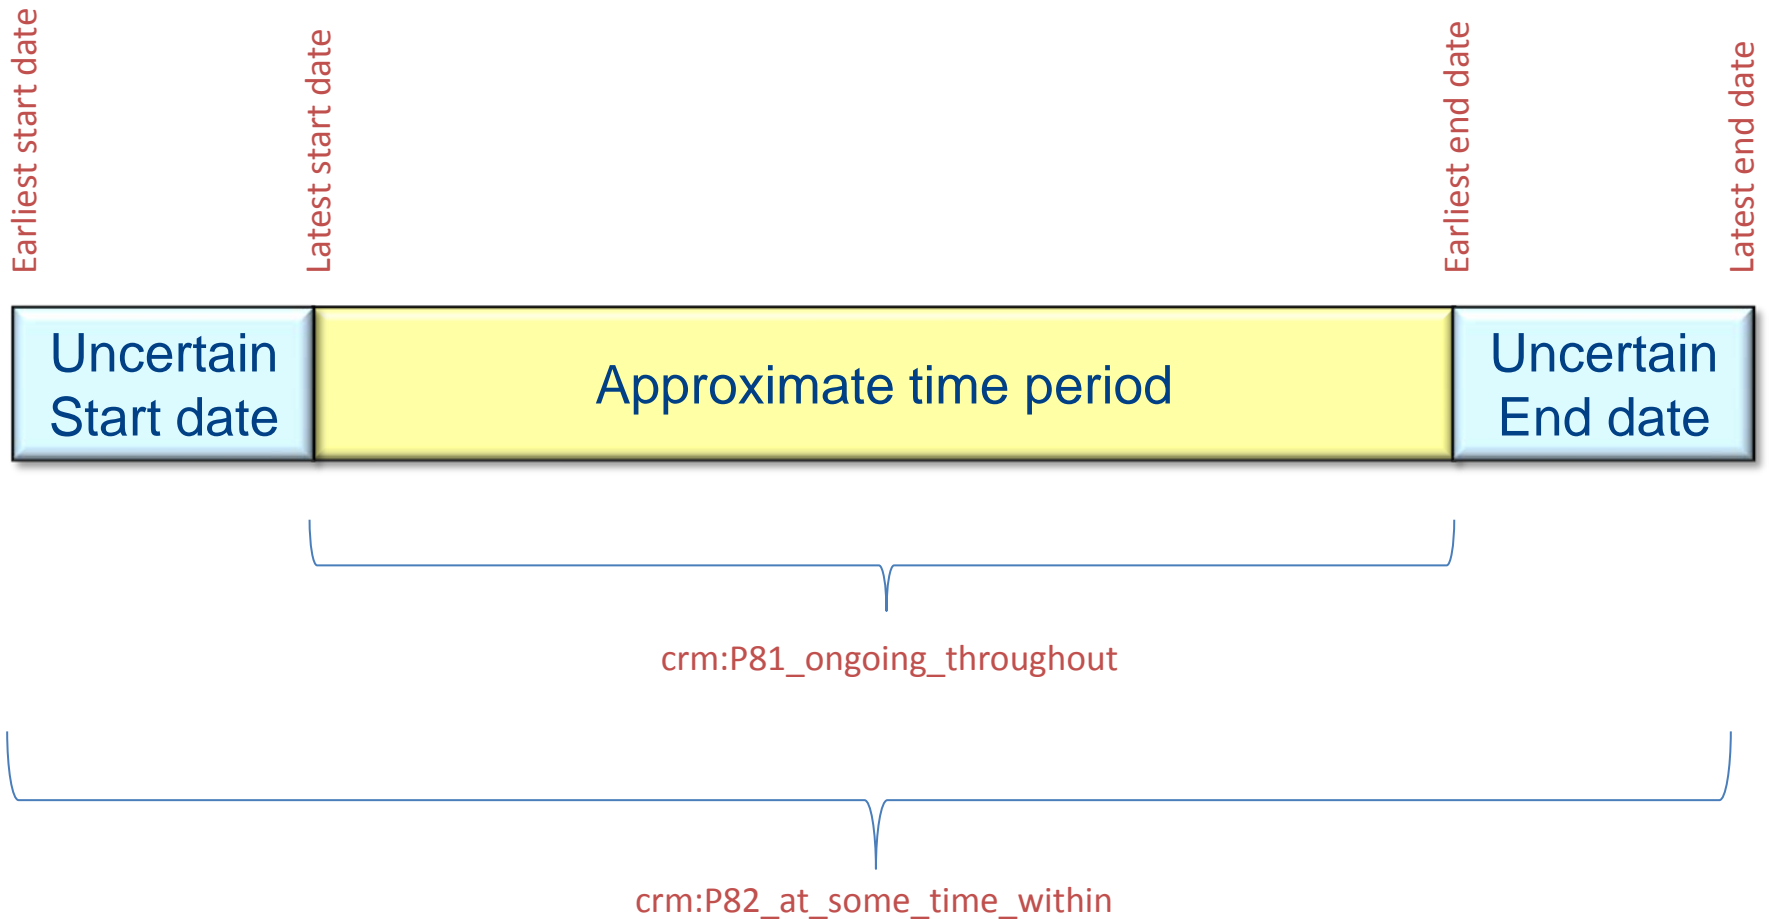 Earliest start date
Latest start date
Earliest end date
Latest end date
Uncertain
Start date
Approximate time period
Uncertain
End date
crm:P81_ongoing_throughout
crm:P82_at_some_time_within